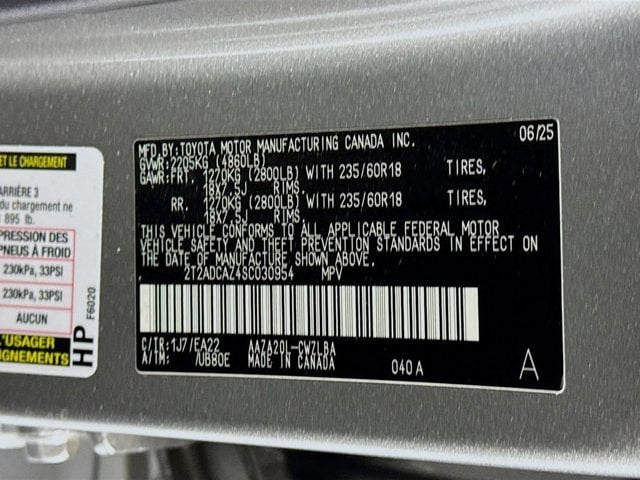 ET LE CHARGEMENT
ARRIÈRE 3
du chargement ne
895 lb.
PRESSION DES
PNEUS À FROID
230kPa, 33PSI
230kPa, 33PSI
AUCUN
L'USAGER
HP
F6020
MFD.BY:TOYOTA MOTOR MANUFACTURING CANADA INC. 06/25
GVWR:2205KG (4860LB)
GAWR:FRT. 1270KG (2800LB) WITH 235/60R18 TIRES,
18X7.5J RIMS.
RR. 1270KG (2800LB) WITH 235/60R18 TIRES,
18X7.5J RIMS.
THIS VEHICLE CONFORMS TO ALL APPLICABLE FEDERAL MOTOR
VEHICLE SAFETY AND THEFT PREVENTION STANDARDS IN EFFECT ON
THE DATE OF MANUFACTURE SHOWN ABOVE.
2T2ADCAZ4SC030954 MPV
C/TR:1J7/EA22 AA7A20L-CWZLBA
A/TM: /UB80E MADE IN CANADA 040 A A